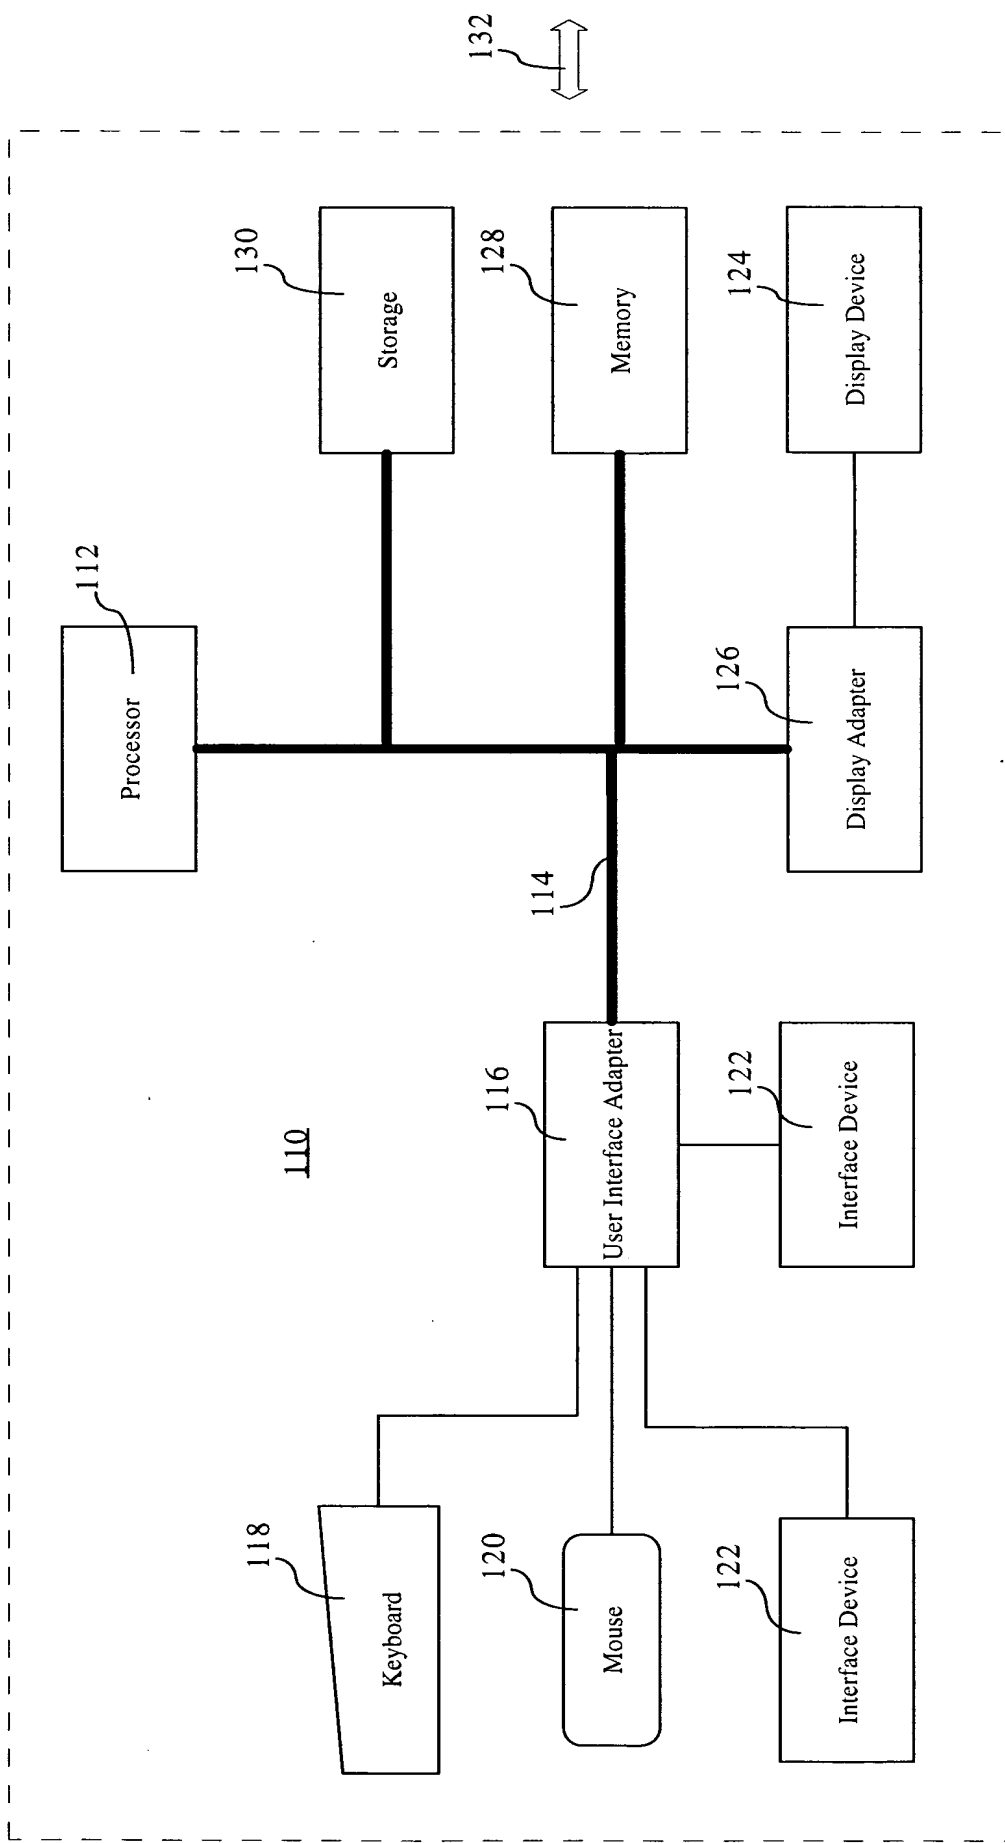 112
Processor
130
Storage
132
110
114
128
Memory
118
Keyboard
116
User Interface Adapter
120
Mouse
126
Display Adapter
124
Display Device
122
Interface Device
122
Interface Device